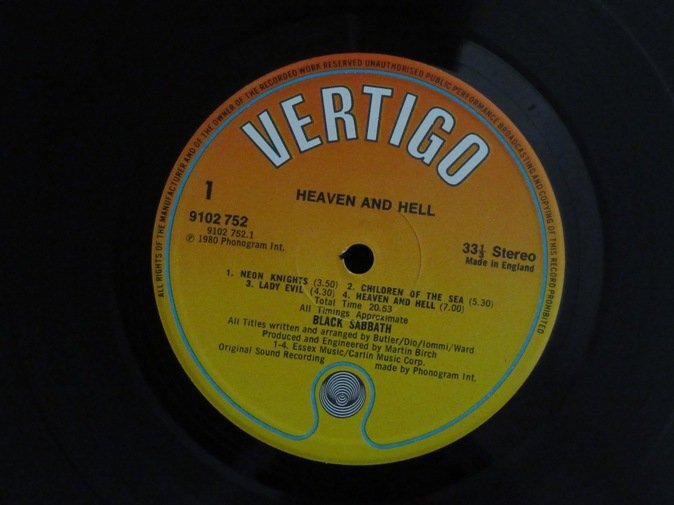 ALL RIGHTS OF THE MANUFACTURER AND OF THE OWNER OF THE RECORDED WORK RESERVED UNAUTHORISED PUBLIC PERFORMANCE BROADCASTING AND COPYING OF THIS RECORD PROHIBITED
VERTIGO
HEAVEN AND HELL
1
9102 752
9102 752.1
℗ 1980 Phonogram Int.
33⅓ Stereo
Made in England
1. NEON KNIGHTS (3.50) 2. CHILDREN OF THE SEA (5.30)
3. LADY EVIL (4.30) 4. HEAVEN AND HELL (7.00)
Total Time 20.53
All Timings Approximate
BLACK SABBATH
All Titles written and arranged by Butler/Dio/Iommi/Ward
Produced and Engineered by Martin Birch
1-4. Essex Music/Carlin Music Corp.
Original Sound Recording made by Phonogram Int.